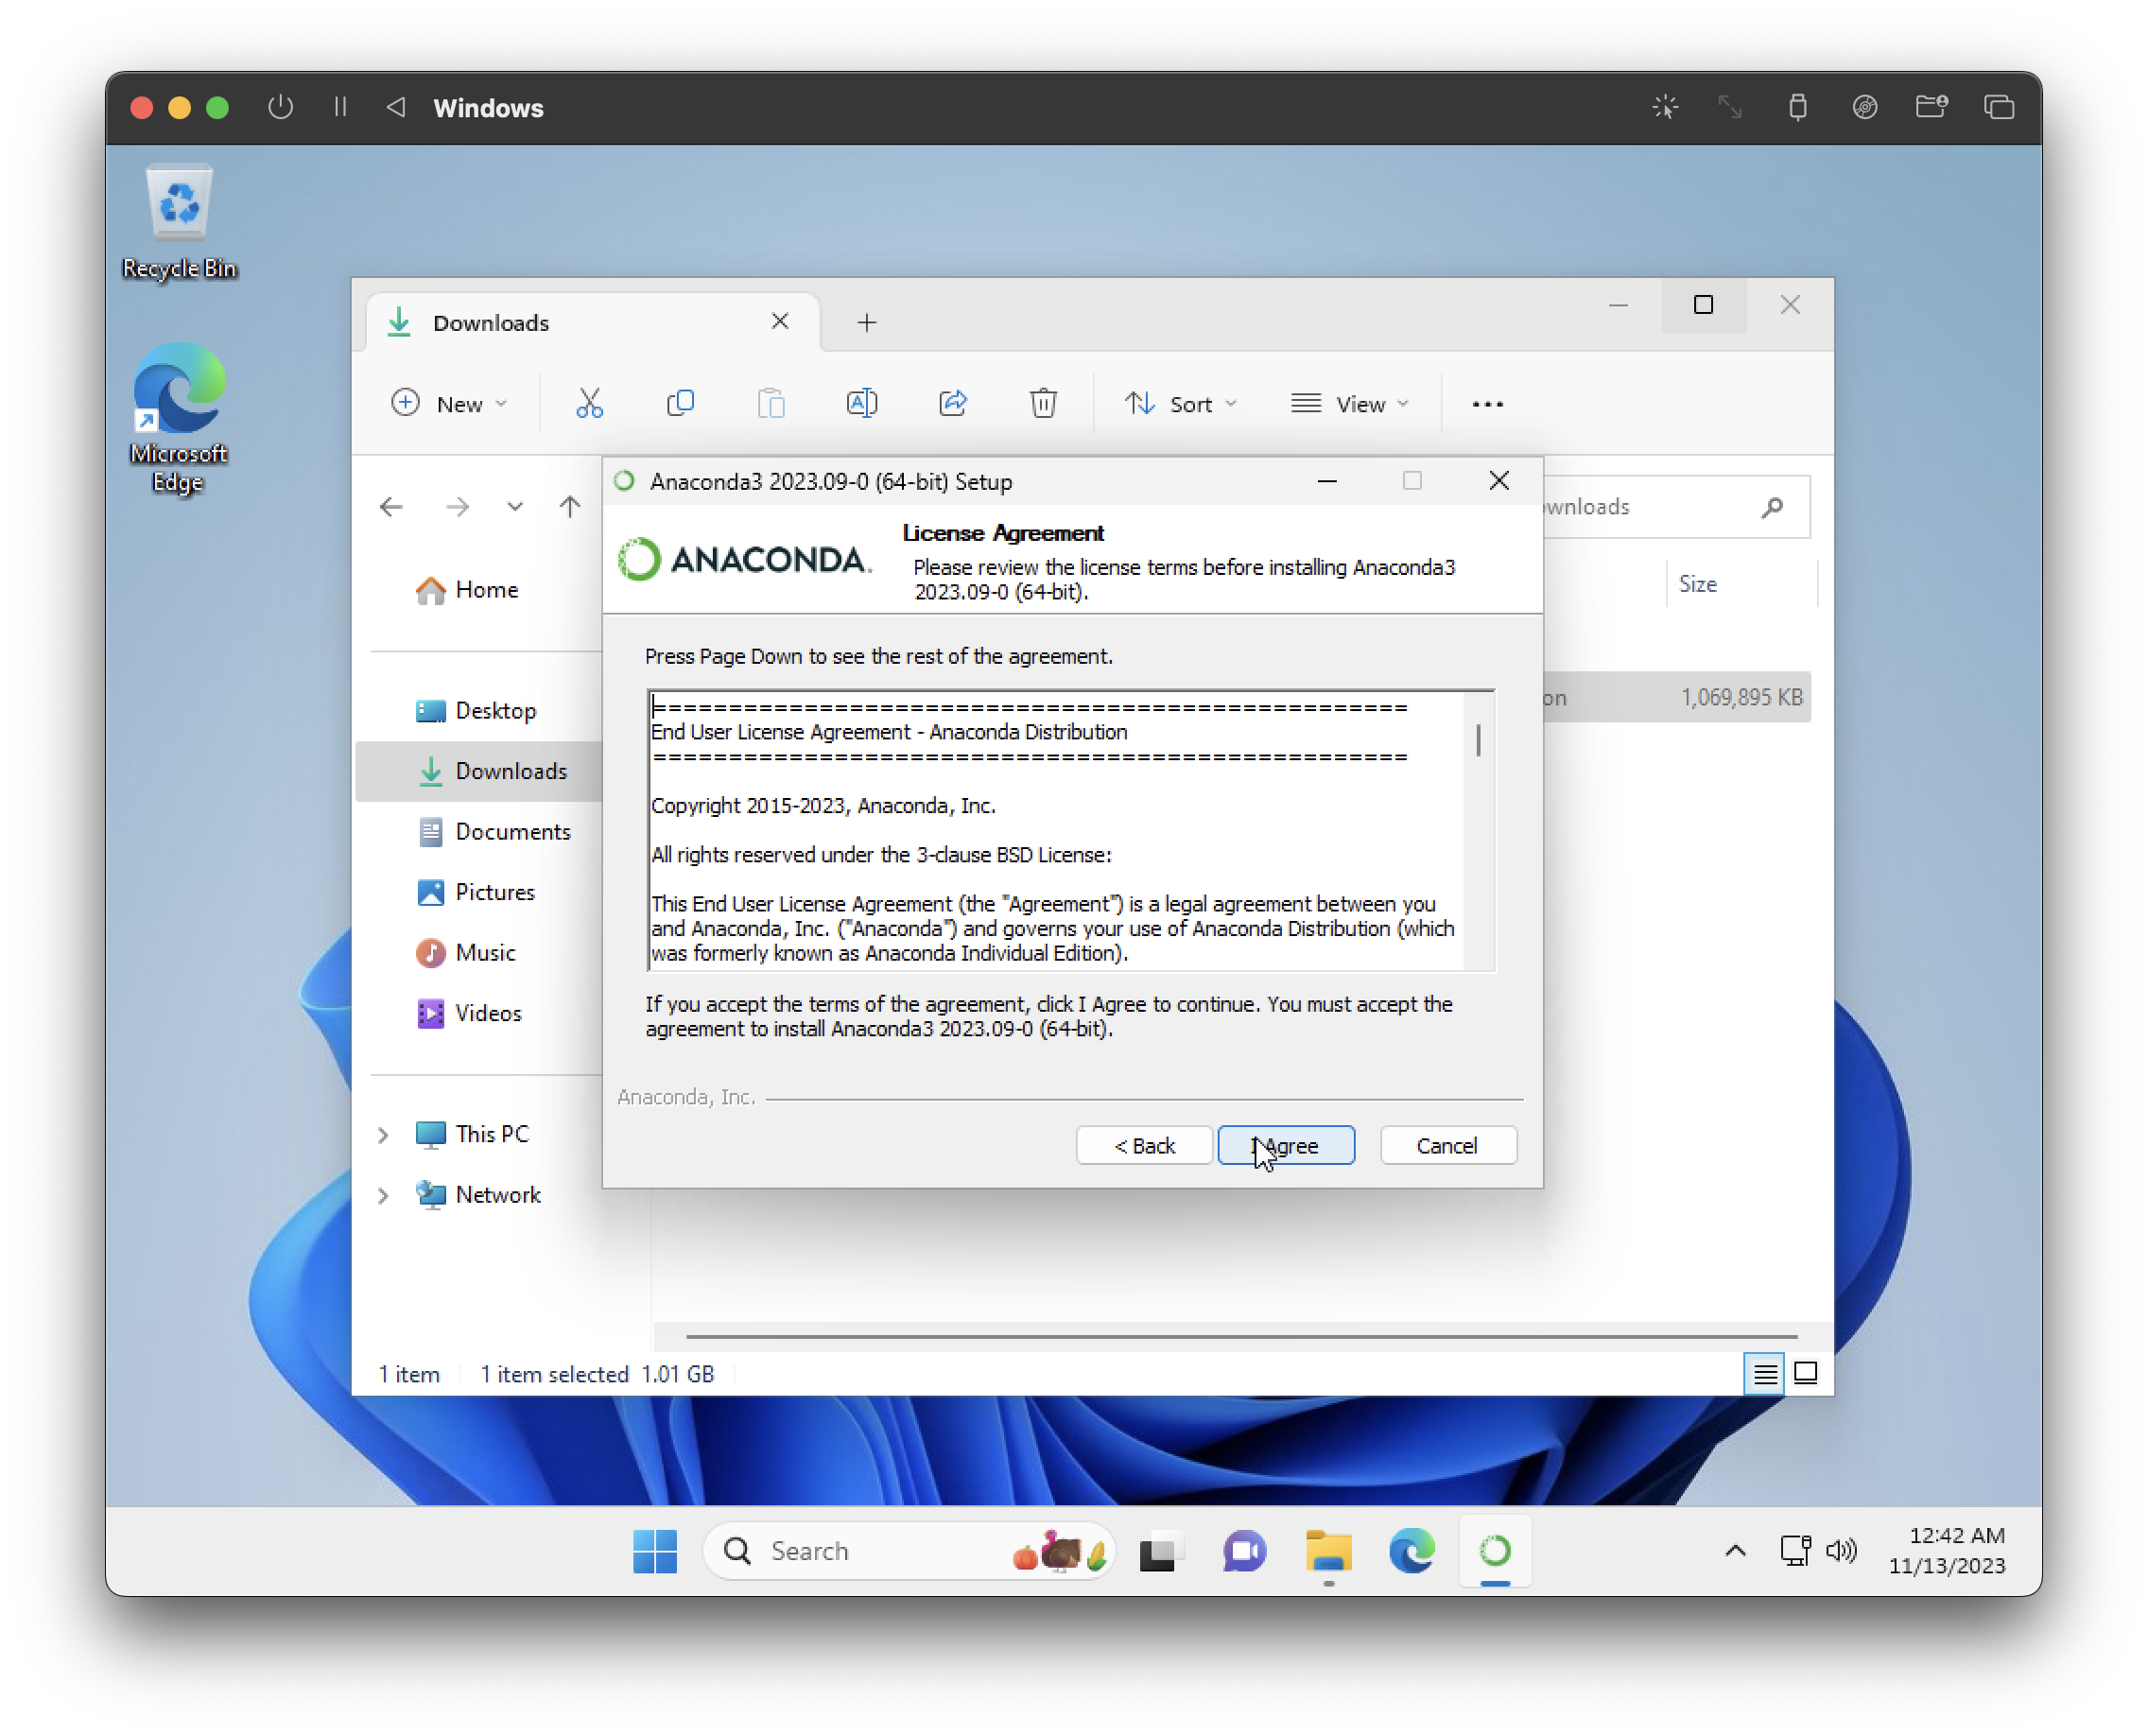 Windows
Recycle Bin
Microsoft
Edge
Downloads
New
Sort
View
Anaconda3 2023.09-0 (64-bit) Setup
ANACONDA.
License Agreement
Please review the license terms before installing Anaconda3
2023.09-0 (64-bit).
Press Page Down to see the rest of the agreement.
==================================================
End User License Agreement - Anaconda Distribution
==================================================
Copyright 2015-2023, Anaconda, Inc.
All rights reserved under the 3-clause BSD License:
This End User License Agreement (the "Agreement") is a legal agreement between you
and Anaconda, Inc. ("Anaconda") and governs your use of Anaconda Distribution (which
was formerly known as Anaconda Individual Edition).
If you accept the terms of the agreement, click I Agree to continue. You must accept the
agreement to install Anaconda3 2023.09-0 (64-bit).
Anaconda, Inc.
< Back
I Agree
Cancel
wnloads
Size
on
1,069,895 KB
Home
Desktop
Downloads
Documents
Pictures
Music
Videos
This PC
Network
1 item
1 item selected 1.01 GB
Search
12:42 AM
11/13/2023